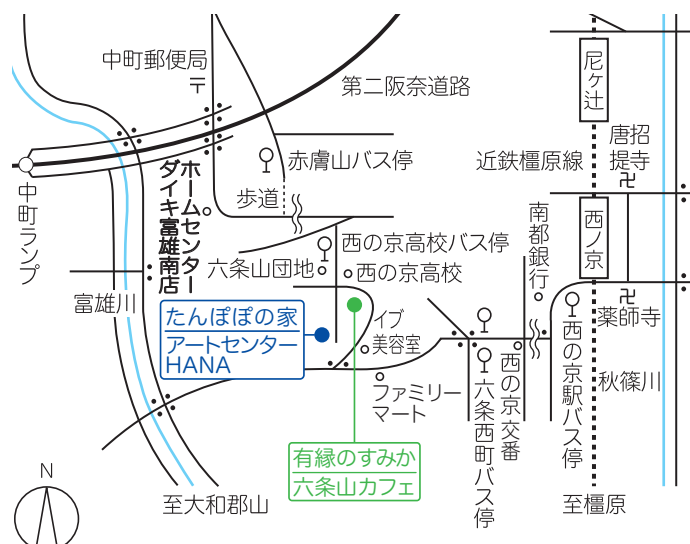 中町郵便局
〒
第二阪奈道路
尼ヶ辻
唐招
提寺
卍
近鉄橿原線
赤膚山バス停
ホームセンター
ダイキ富雄南店
歩道
中町ランプ
西ノ京
南都銀行
西の京高校バス停
六条山団地
西の京高校
富雄川
卍
薬師寺
たんぽぽの家
アートセンター
HANA
イブ
美容室
ファミリー
マート
六条西町バス停
西の京交番
西の京駅バス停
秋篠川
有縁のすみか
六条山カフェ
N
至大和郡山
至橿原